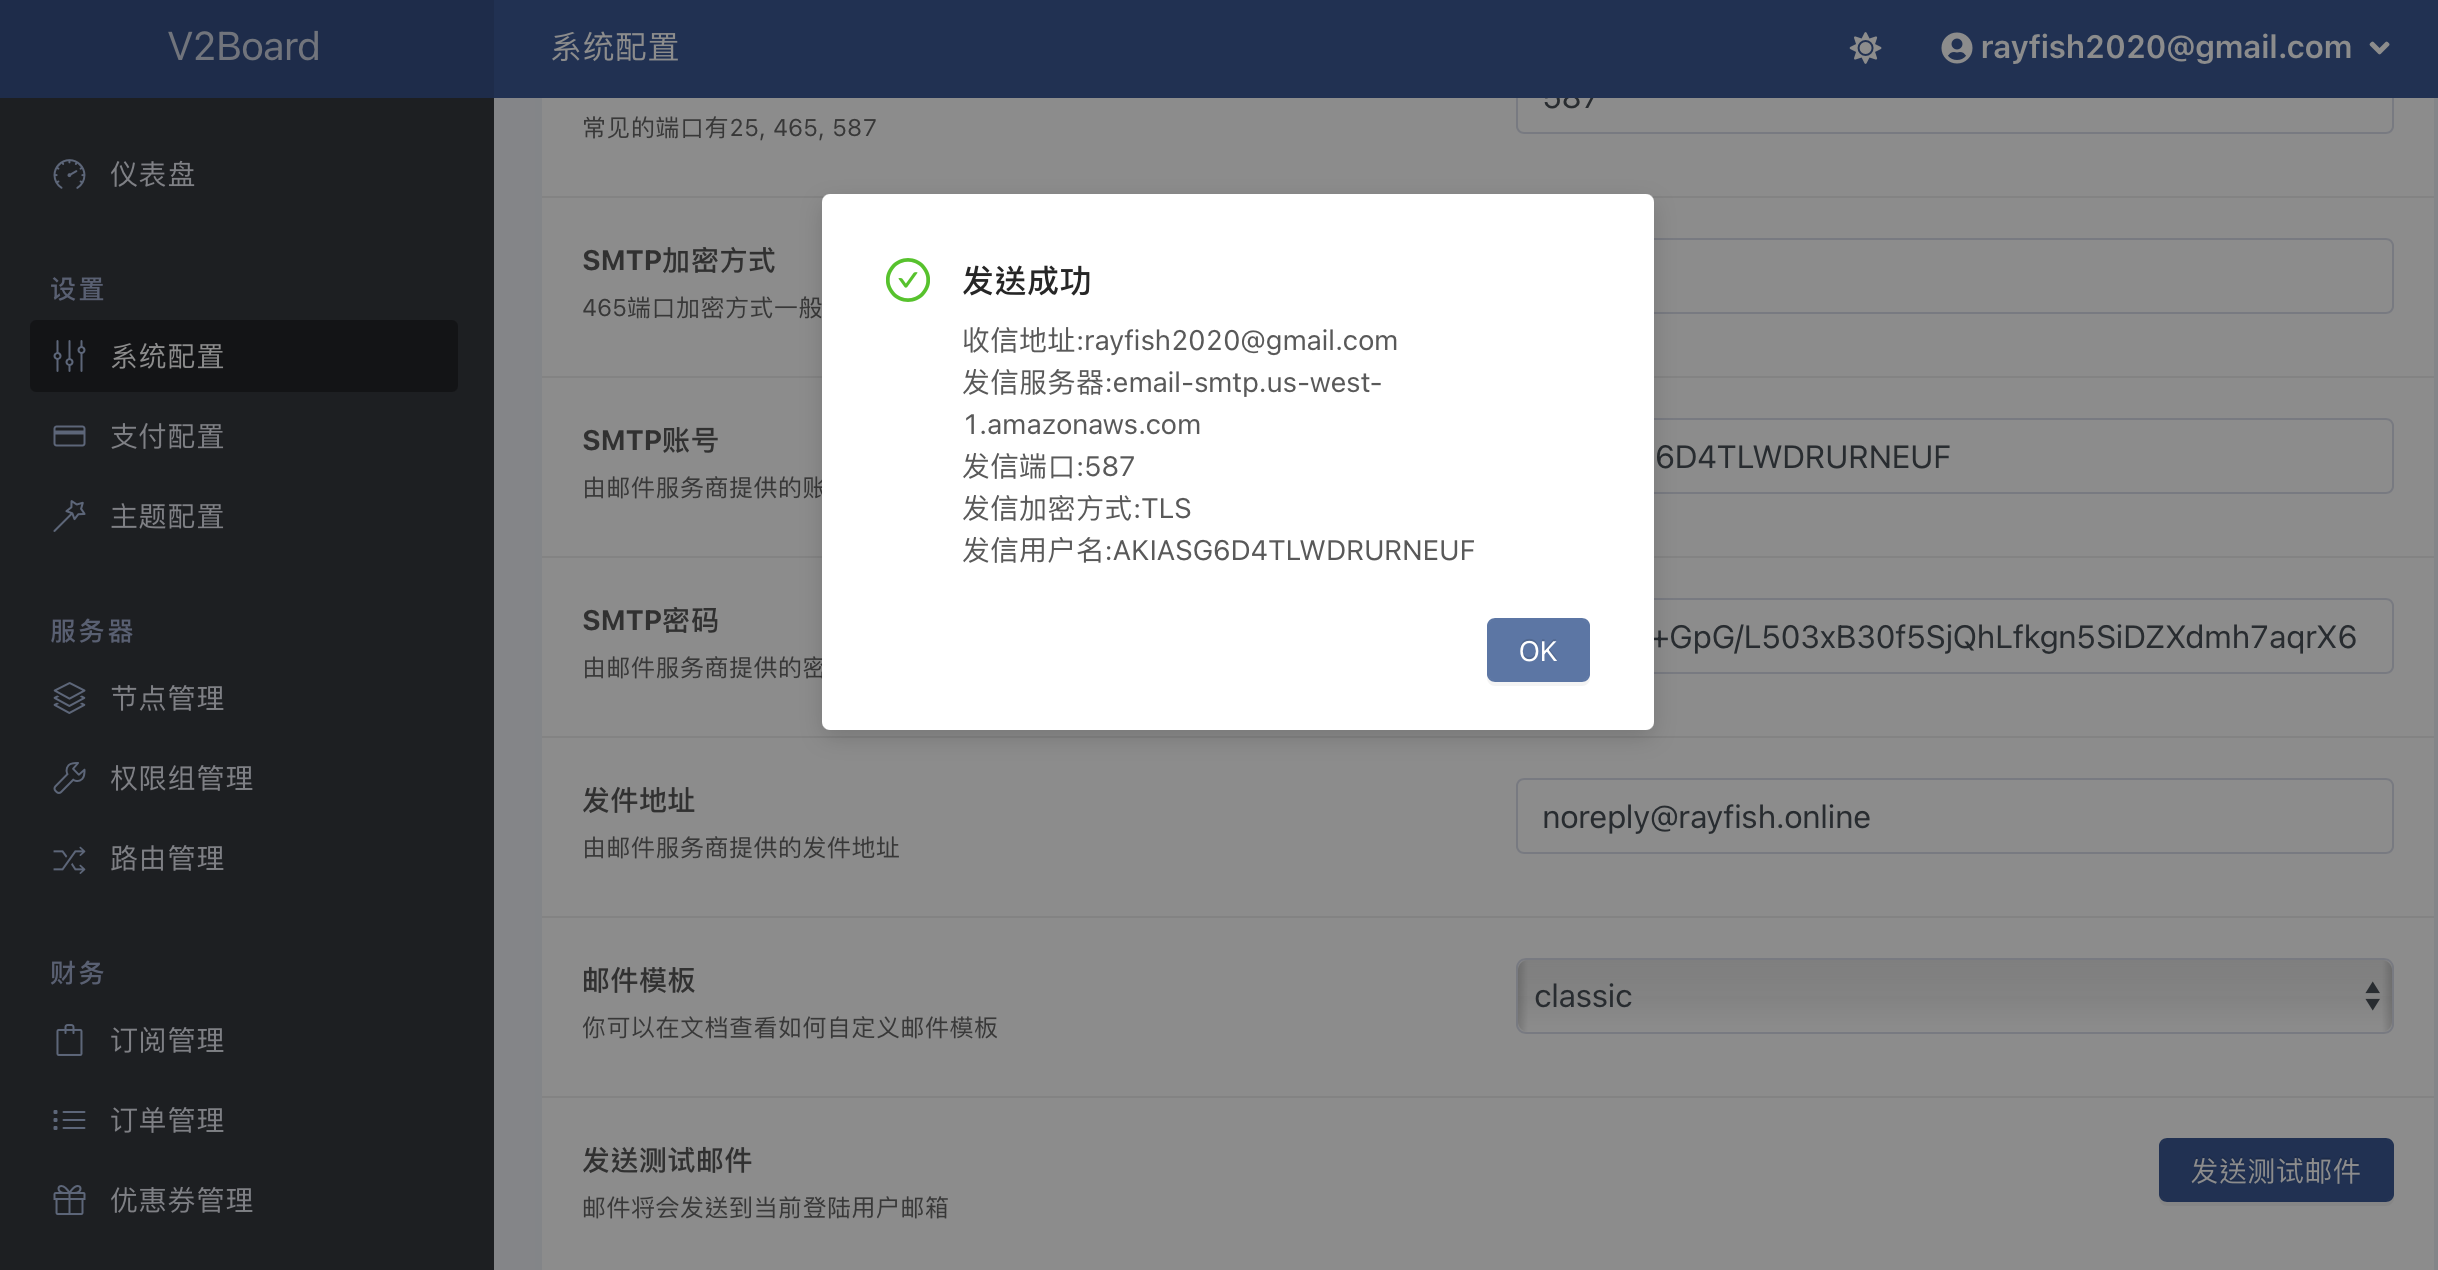 V2Board
系统配置
rayfish2020@gmail.com
仪表盘
设置
系统配置
支付配置
主题配置
服务器
节点管理
权限组管理
路由管理
财务
订阅管理
订单管理
优惠券管理
587
常见的端口有25, 465, 587
SMTP加密方式
465端口加密方式一般
SMTP账号
由邮件服务商提供的账
6D4TLWDRURNEUF
SMTP密码
由邮件服务商提供的密
+GpG/L503xB30f5SjQhLfkgn5SiDZXdmh7aqrX6
发件地址
由邮件服务商提供的发件地址
noreply@rayfish.online
邮件模板
你可以在文档查看如何自定义邮件模板
classic
发送测试邮件
邮件将会发送到当前登陆用户邮箱
发送测试邮件
发送成功
收信地址:rayfish2020@gmail.com
发信服务器:email-smtp.us-west-
1.amazonaws.com
发信端口:587
发信加密方式:TLS
发信用户名:AKIASG6D4TLWDRURNEUF
OK